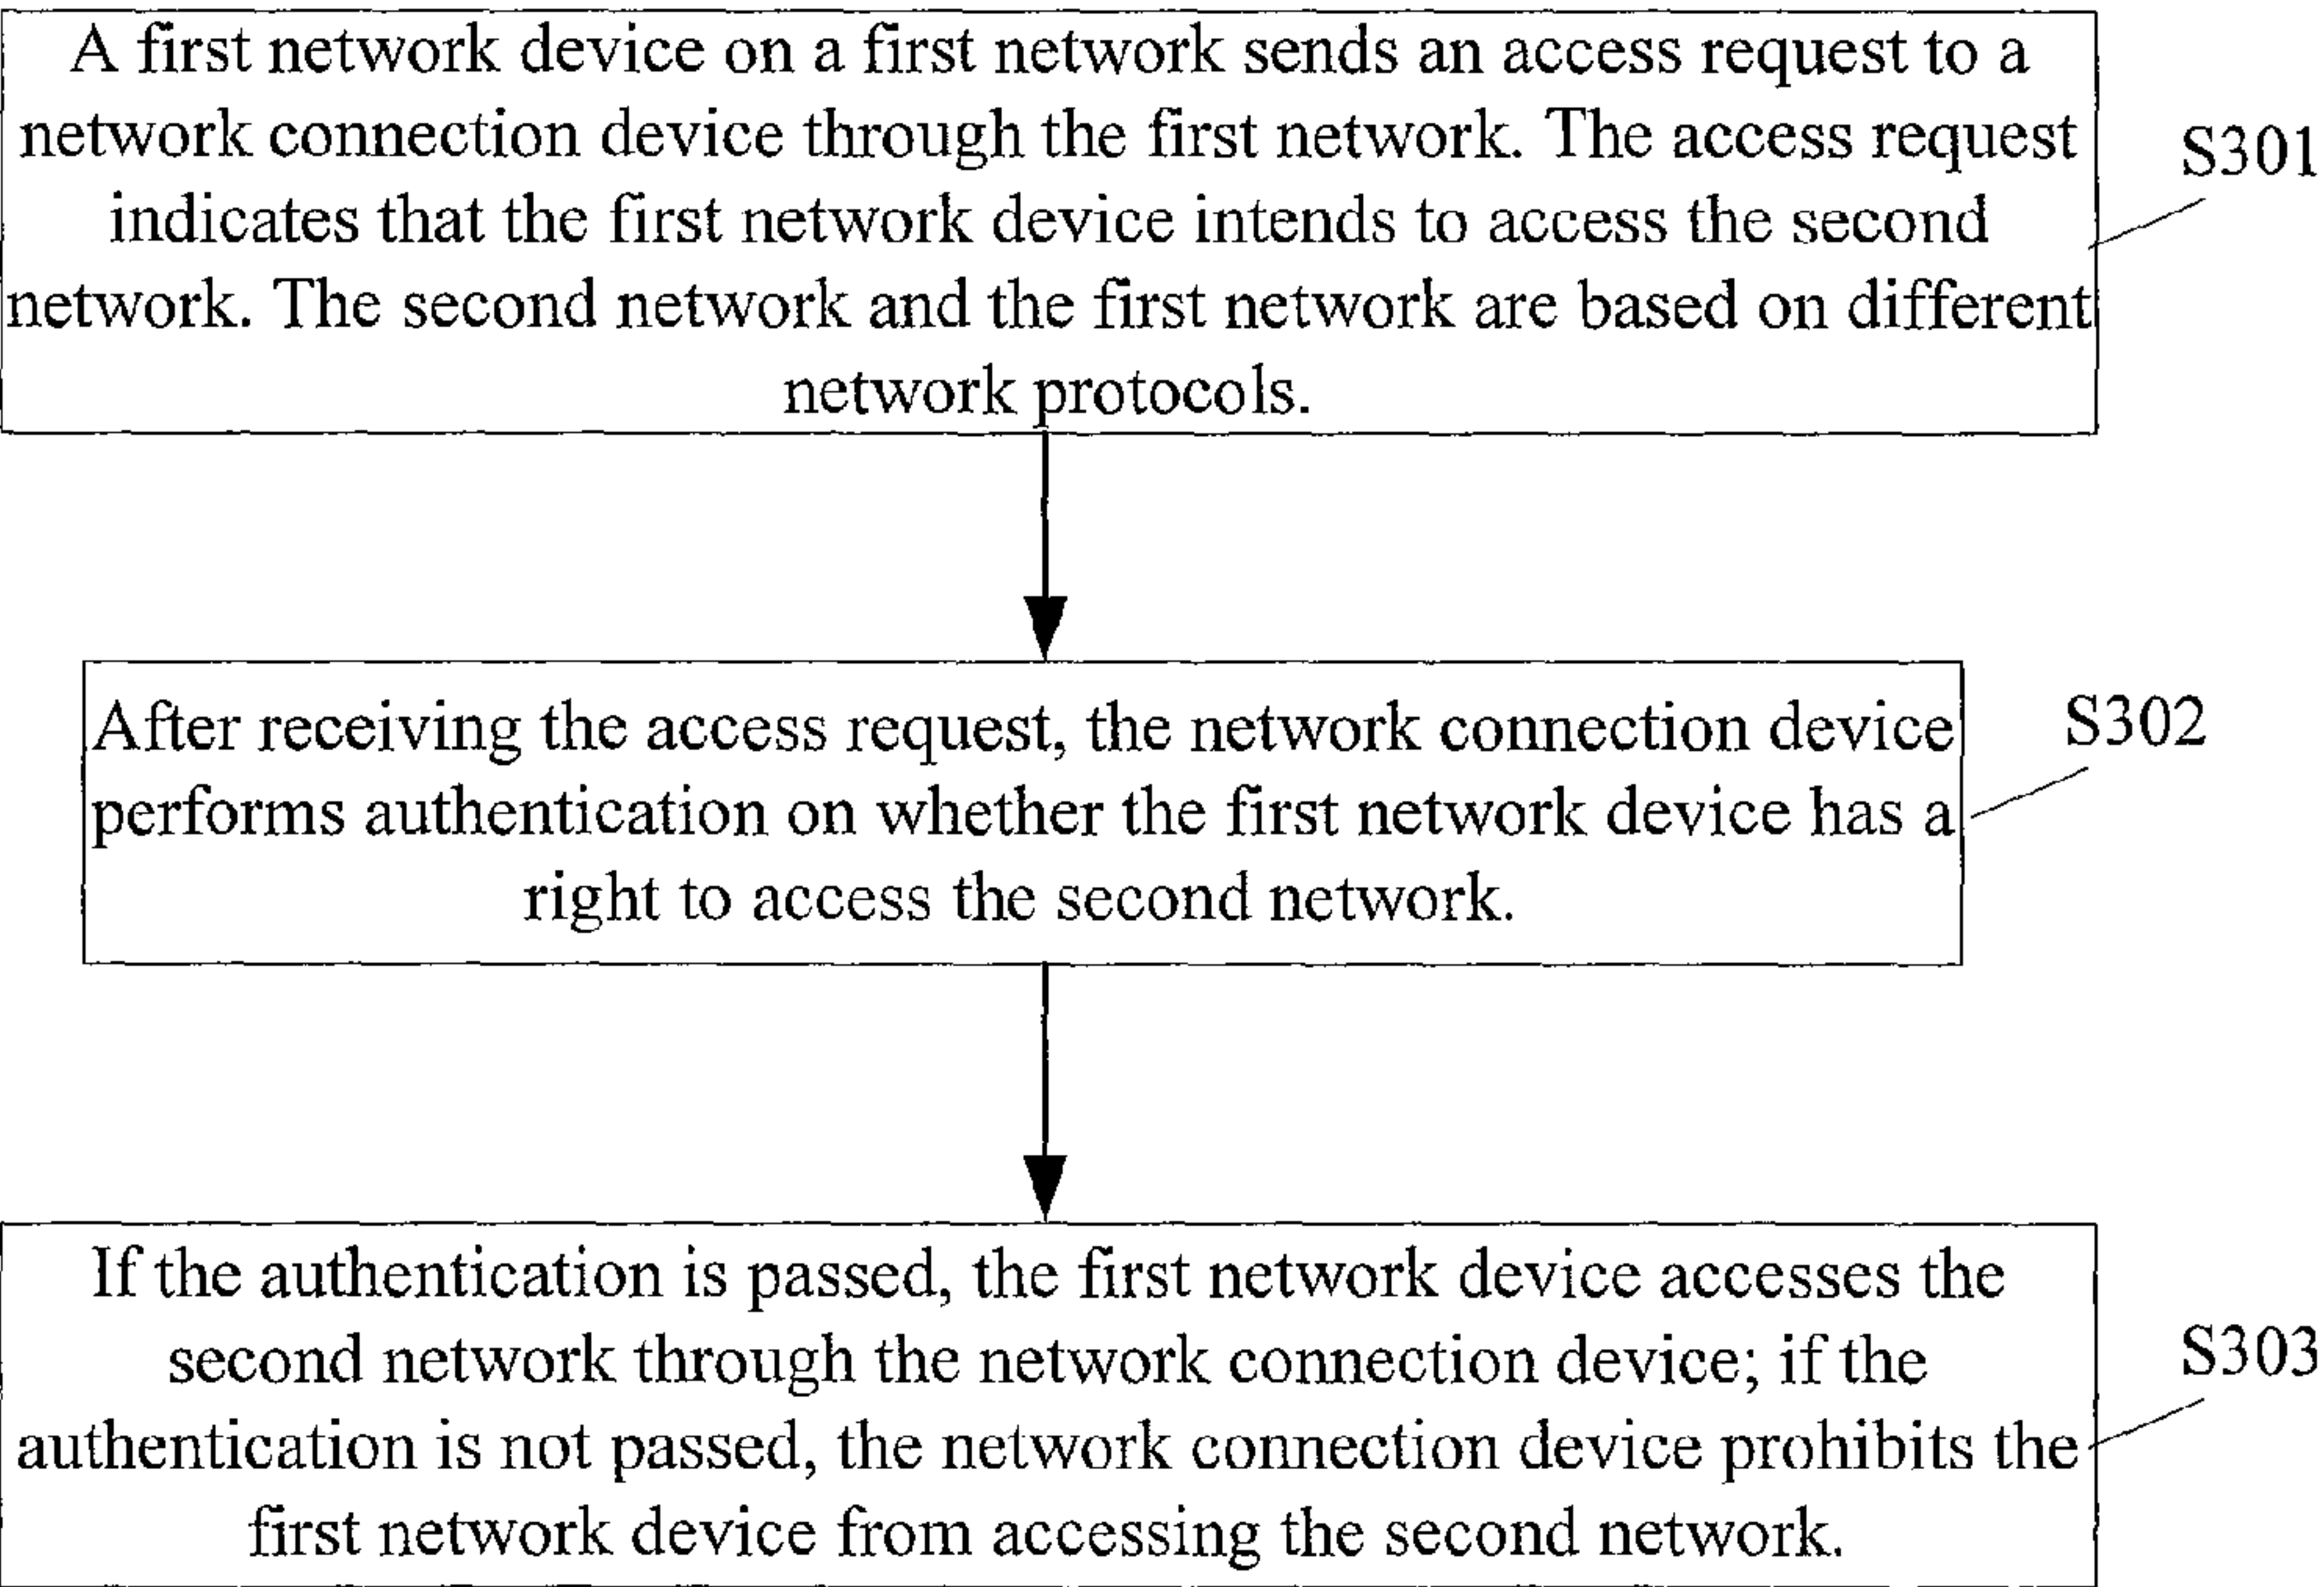 A first network device on a first network sends an access request to a
network connection device through the first network. The access request
indicates that the first network device intends to access the second
network. The second network and the first network are based on different
network protocols.
S301
After receiving the access request, the network connection device
performs authentication on whether the first network device has a
right to access the second network.
S302
If the authentication is passed, the first network device accesses the
second network through the network connection device; if the
authentication is not passed, the network connection device prohibits the
first network device from accessing the second network.
S303